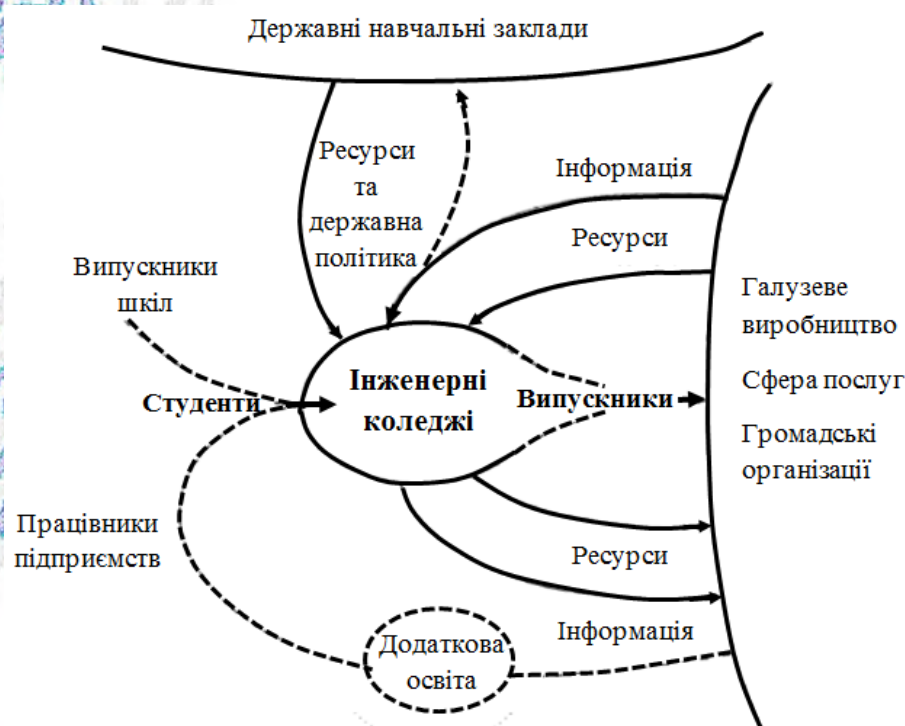 Державні навчальні заклади
Ресурси
та
державна
політика
Інформація
Ресурси
Випускники
шкіл
Галузеве
виробництво
Сфера послуг
Громадські
організації
Студенти
Інженерні
коледжі
Випускники
Працівники
підприємств
Ресурси
Інформація
Додаткова
освіта